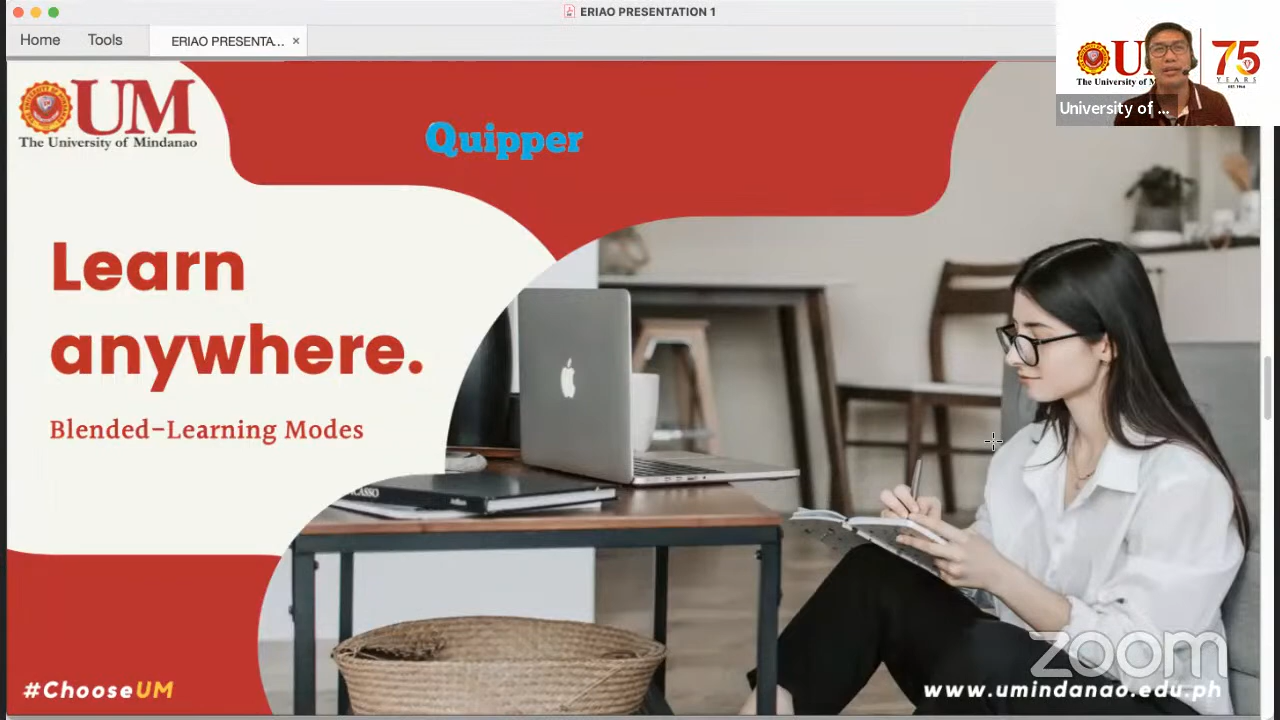 ERIAO PRESENTATION 1
Home
Tools
ERIAO PRESENTA... ×
UM
The University of Mindanao
Quipper
75
YEARS
University of ...
Learn
anywhere.
Blended-Learning Modes
zoom
#ChooseUM
www.umindanao.edu.ph